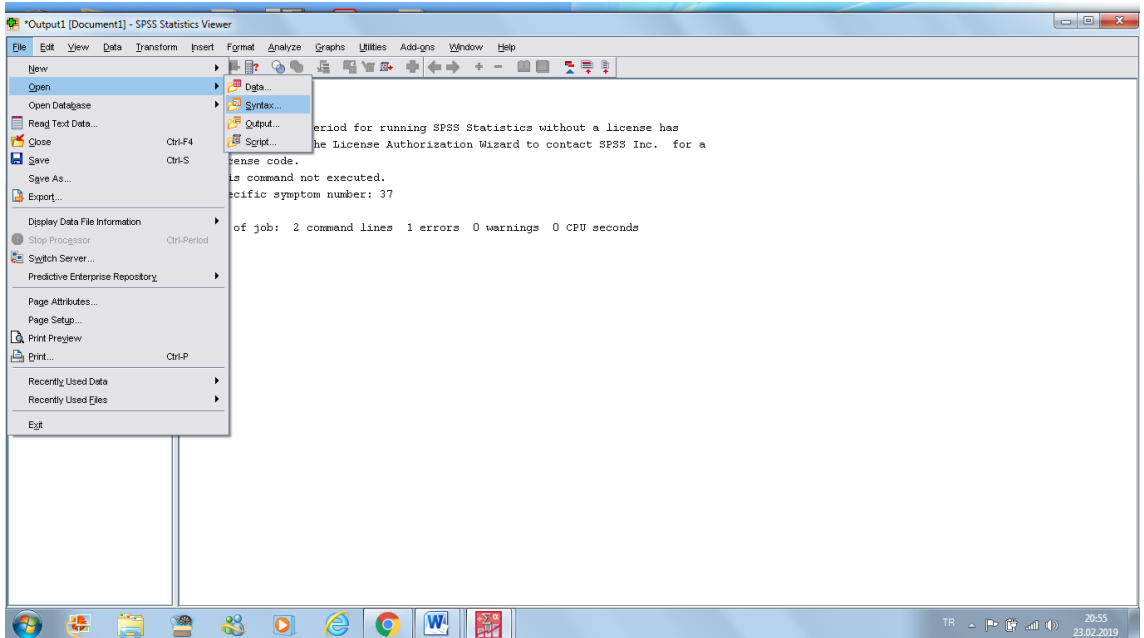 *Output1 [Document1] - SPSS Statistics Viewer
File Edit View Data Transform Insert Format Analyze Graphs Utilities Add-ons Window Help
New
Open
Open Database
Read Text Data...
Close Ctrl-F4
Save Ctrl-S
Save As...
Export...
Display Data File Information
Stop Processor Ctrl-Period
Switch Server...
Predictive Enterprise Repository
Page Attributes...
Page Setup...
Print Preview
Print... Ctrl-P
Recently Used Data
Recently Used Files
Exit
Data...
Syntax...
Output...
Script...
eriod for running SPSS Statistics without a license has
he License Authorization Wizard to contact SPSS Inc. for a
cense code.
is command not executed.
ecific symptom number: 37
of job: 2 command lines 1 errors 0 warnings 0 CPU seconds
TR
20:55
23.02.2019